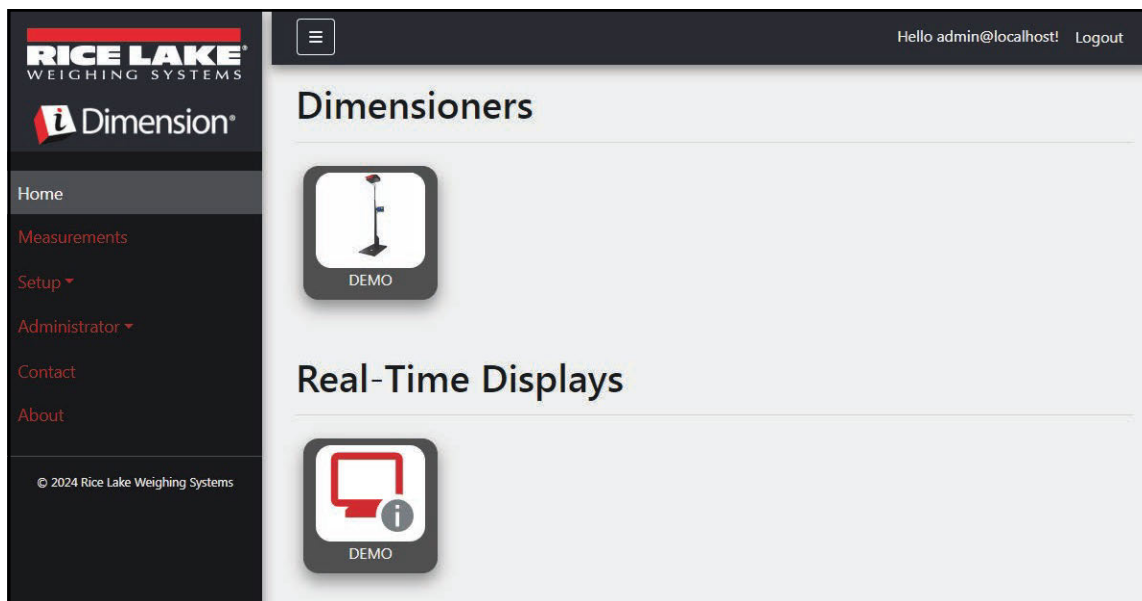 RICE LAKE®
WEIGHING SYSTEMS
i Dimension®
Home
Measurements
Setup
Administrator
Contact
About
© 2024 Rice Lake Weighing Systems
Hello admin@localhost! Logout
Dimensioners
DEMO
Real-Time Displays
i
DEMO